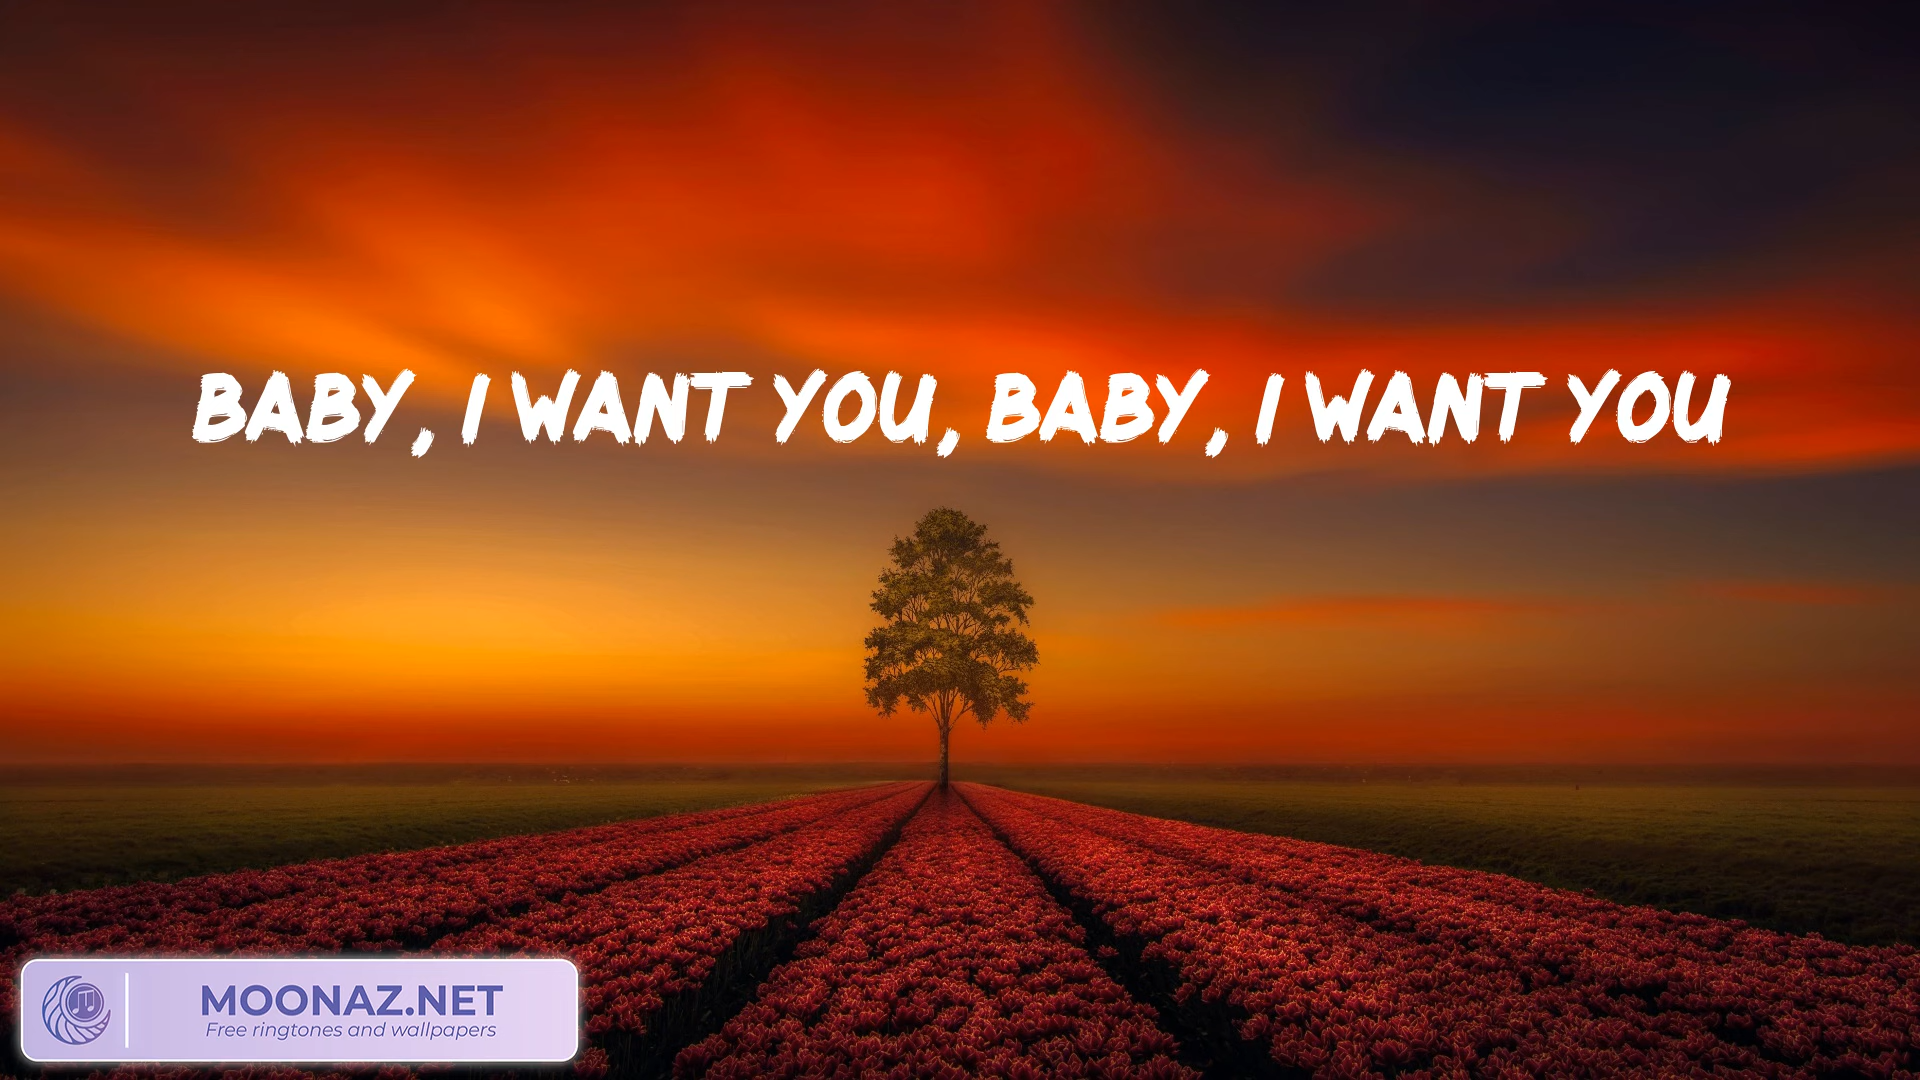 BABY, I WANT YOU, BABY, I WANT YOU
MOONAZ.NET
Free ringtones and wallpapers